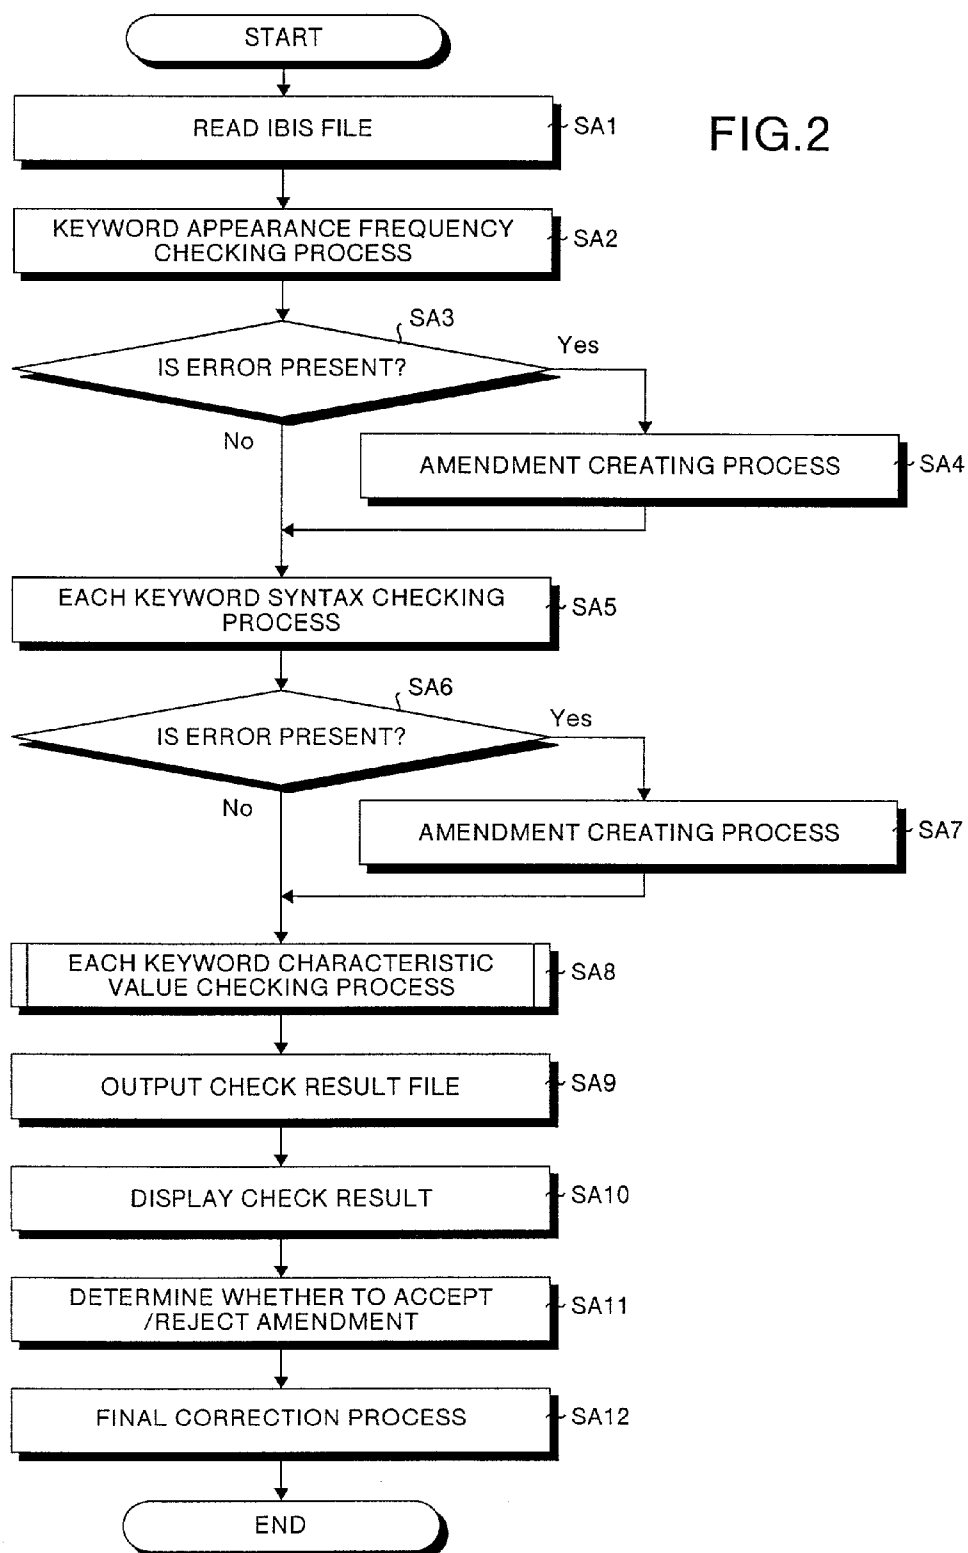 START
READ IBIS FILE
SA1
FIG.2
KEYWORD APPEARANCE FREQUENCY
CHECKING PROCESS
SA2
SA3
IS ERROR PRESENT?
Yes
No
AMENDMENT CREATING PROCESS
SA4
EACH KEYWORD SYNTAX CHECKING
PROCESS
SA5
SA6
IS ERROR PRESENT?
Yes
No
AMENDMENT CREATING PROCESS
SA7
EACH KEYWORD CHARACTERISTIC
VALUE CHECKING PROCESS
SA8
OUTPUT CHECK RESULT FILE
SA9
DISPLAY CHECK RESULT
SA10
DETERMINE WHETHER TO ACCEPT
/REJECT AMENDMENT
SA11
FINAL CORRECTION PROCESS
SA12
END